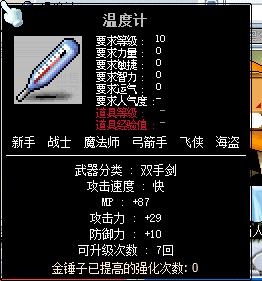 温度计
要求等级: 10
要求力量: 0
要求敏捷: 0
要求智力: 0
要求运气: 0
要求人气度: -
道具等级: -
道具经验值: -
新手 战士 魔法师 弓箭手 飞侠 海盗
武器分类 : 双手剑
攻击速度 : 快
MP : +87
攻击力 : +29
防御力 : +10
可升级次数 : 7回
金锤子已提高的强化次数: 0